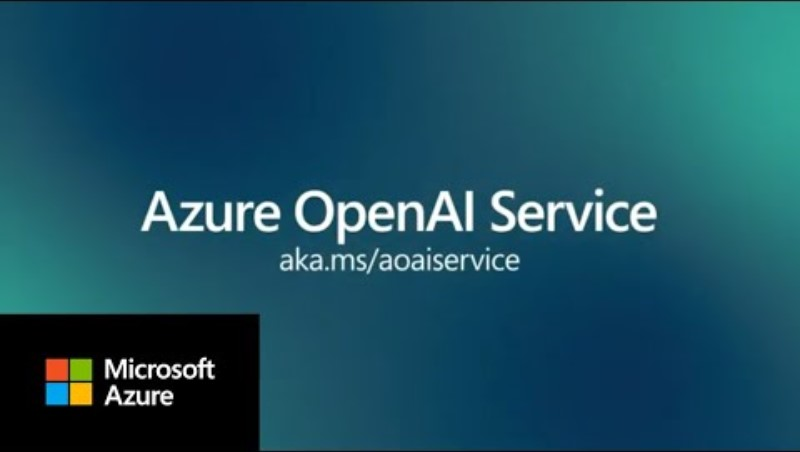 Azure OpenAI Service
aka.ms/aoaiservice
Microsoft
Azure